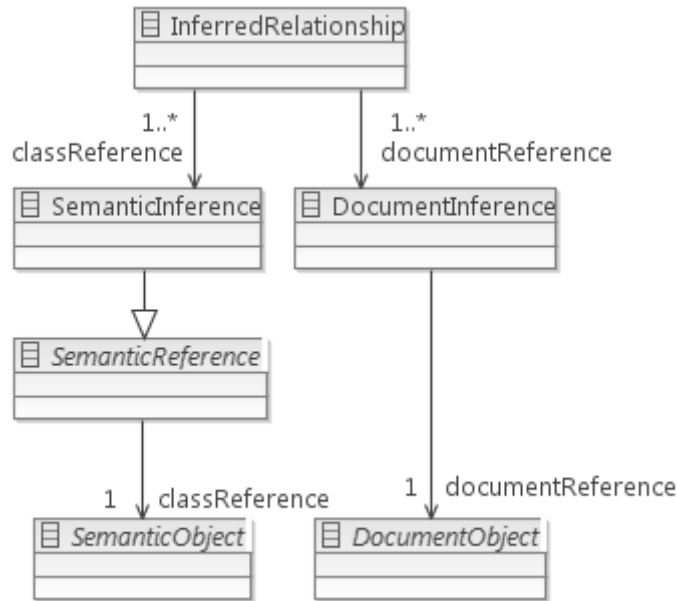 InferredRelationship
1..* 1..*
classReference documentReference
SemanticInference DocumentInference
SemanticReference
1 classReference 1 documentReference
SemanticObject DocumentObject